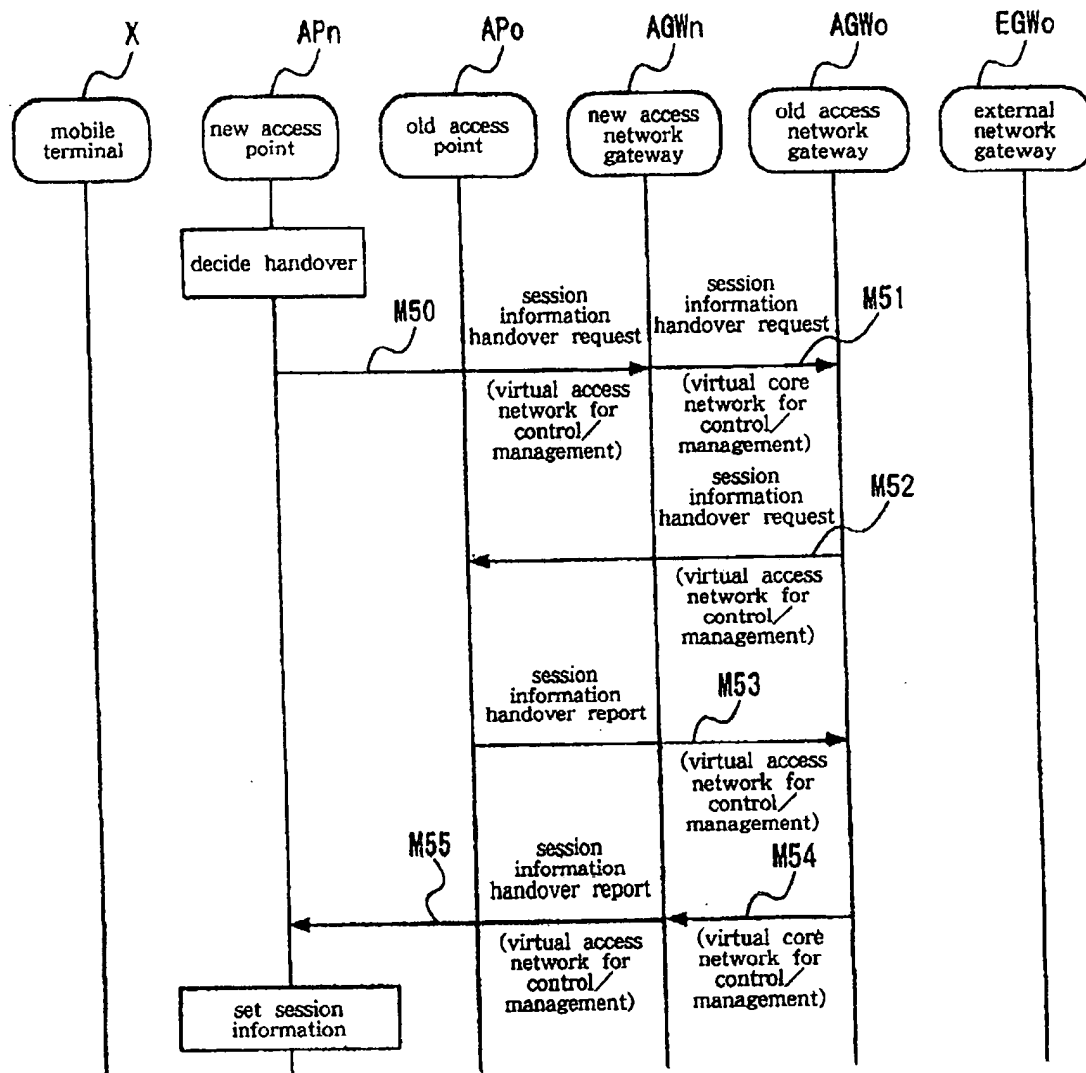 X
APn
APo
AGWn
AGWo
EGWo
mobile
terminal
new access
point
old access
point
new access
network
gateway
old access
network
gateway
external
network
gateway
decide handover
M50
session
information
handover request
session
information
handover request
M51
(virtual access
network for
control/
management)
(virtual core
network for
control/
management)
session
information
handover request
M52
(virtual access
network for
control/
management)
session
information
handover report
M53
(virtual access
network for
control/
management)
M55
session
information
handover report
M54
(virtual access
network for
control/
management)
(virtual core
network for
control/
management)
set session
information